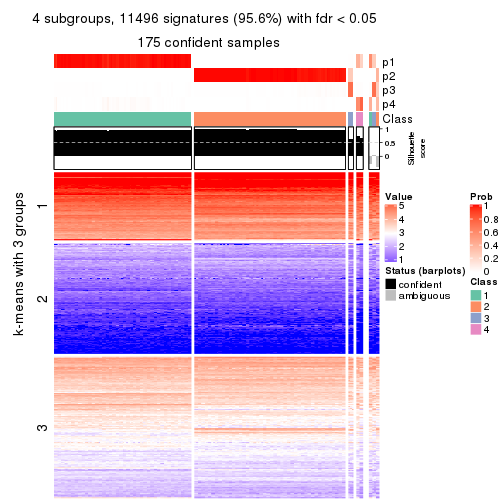 4 subgroups, 11496 signatures (95.6%) with fdr < 0.05
175 confident samples
p1
p2
p3
p4
Class
1
0.5
0
Silhouette
score
k-means with 3 groups
1
2
3
Value
5
4
3
2
1
Status (barplots)
confident
ambiguous
Prob
1
0.8
0.6
0.4
0.2
0
Class
1
2
3
4